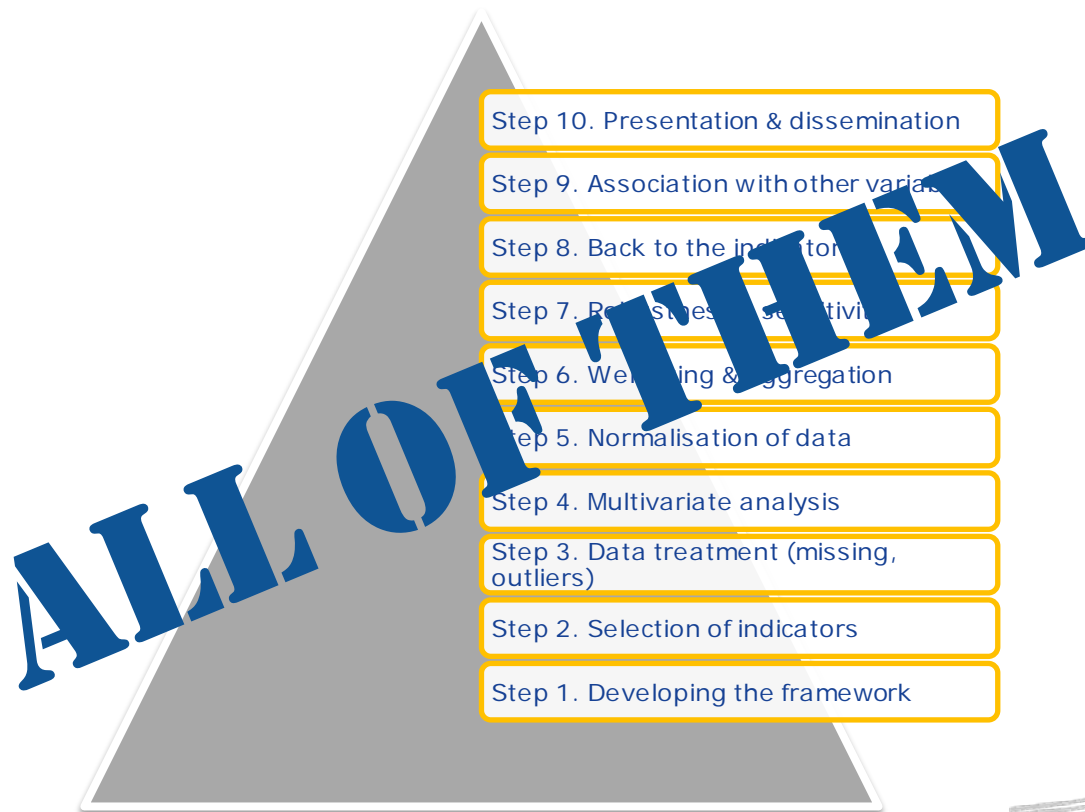 Step 10. Presentation & dissemination
Step 9. Association with other
Step 8. Back to the
Step 7.
Step 6. & aggregation
Step 5. Normalisation of data
Step 4. Multivariate analysis
Step 3. Data treatment (missing,
outliers)
Step 2. Selection of indicators
Step 1. Developing the framework
ALL OF THEM